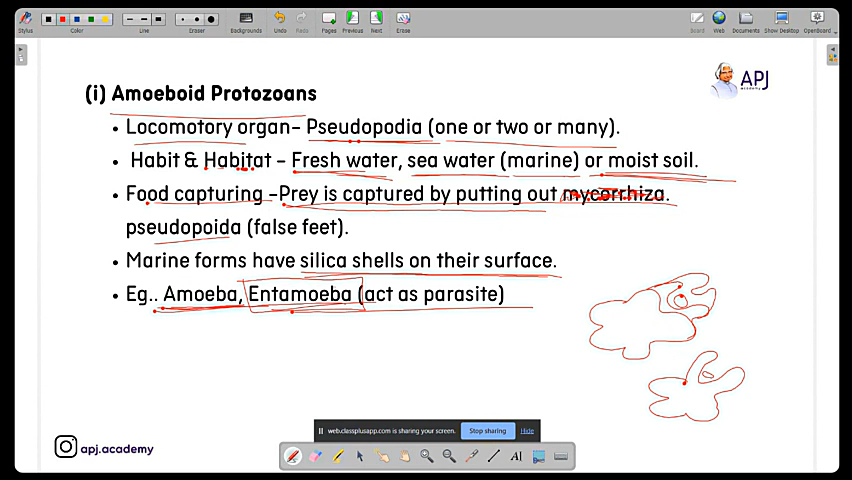 Stylus
Color
Line
Eraser
Backgrounds
Undo
Redo
Pages
Previous
Next
Erase
Board
Web
Documents
Show Desktop
OpenBoard
APJ
academy
(i) Amoeboid Protozoans
• Locomotory organ- Pseudopodia (one or two or many).
• Habit & Habitat - Fresh water, sea water (marine) or moist soil.
• Food capturing -Prey is captured by putting out mycorrhiza.
pseudopoida (false feet).
• Marine forms have silica shells on their surface.
• Eg.. Amoeba, Entamoeba (act as parasite)
web.classplusapp.com is sharing your screen.
Stop sharing
Hide
apj.academy